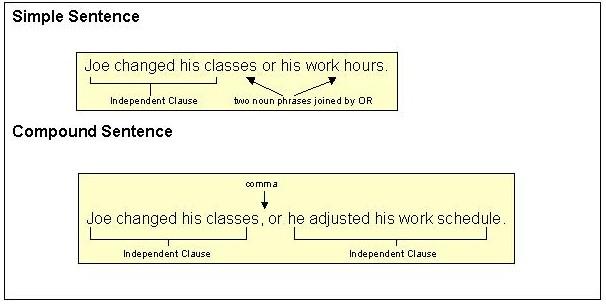 Simple Sentence
Joe changed his classes or his work hours.
Independent Clause two noun phrases joined by OR
Compound Sentence
comma
Joe changed his classes, or he adjusted his work schedule.
Independent Clause Independent Clause